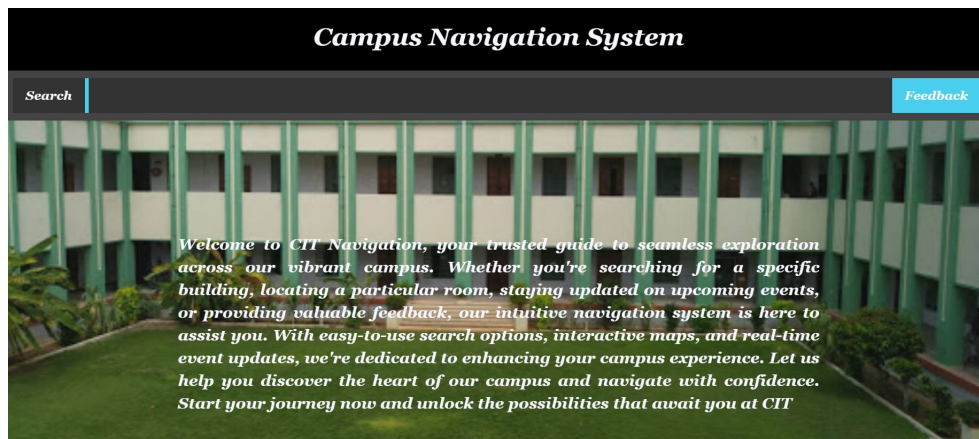 Campus Navigation System
Search
Feedback
Welcome to CIT Navigation, your trusted guide to seamless exploration
across our vibrant campus. Whether you're searching for a specific
building, locating a particular room, staying updated on upcoming events,
or providing valuable feedback, our intuitive navigation system is here to
assist you. With easy-to-use search options, interactive maps, and real-time
event updates, we're dedicated to enhancing your campus experience. Let us
help you discover the heart of our campus and navigate with confidence.
Start your journey now and unlock the possibilities that await you at CIT